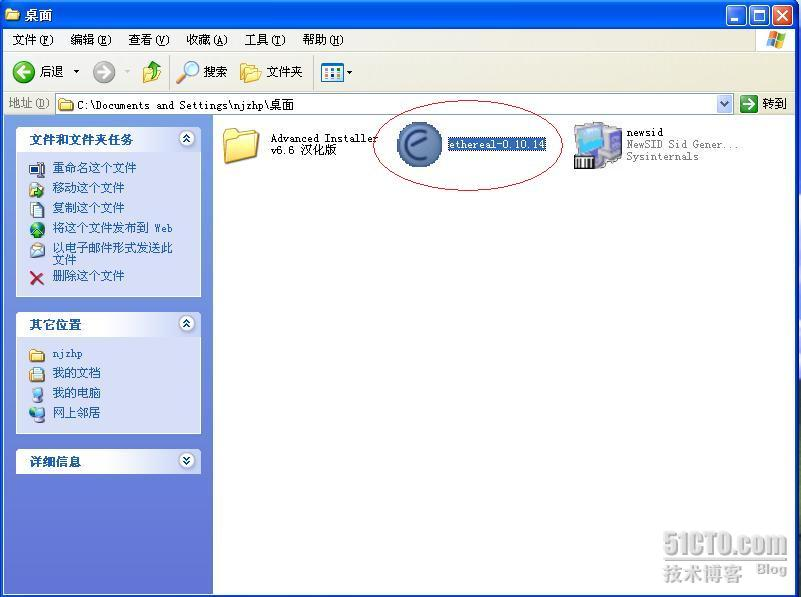 桌面
文件(F) 编辑(E) 查看(V) 收藏(A) 工具(T) 帮助(H)
后退 搜索 文件夹
地址(D) C:\Documents and Settings\njzhp\桌面 转到
文件和文件夹任务
重命名这个文件
移动这个文件
复制这个文件
将这个文件发布到 Web
以电子邮件形式发送此
文件
删除这个文件
其它位置
njzhp
我的文档
我的电脑
网上邻居
详细信息
Advanced Installer
v6.6 汉化版
ethereal-0.10.14
newsid
NewSID Sid Gener...
Sysinternals
51CTO.com
技术博客 Blog